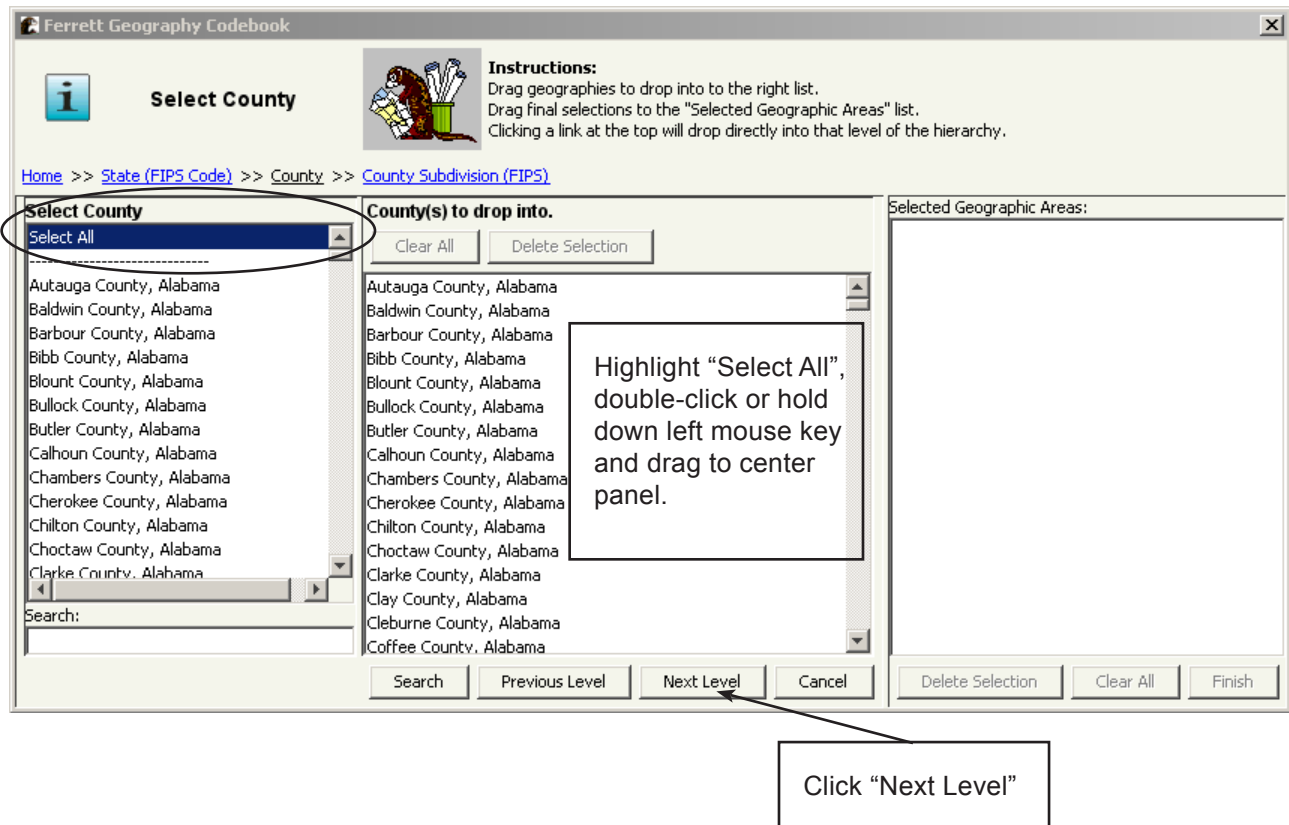 Ferrett Geography Codebook
Select County
Instructions:
Drag geographies to drop into to the right list.
Drag final selections to the "Selected Geographic Areas" list.
Clicking a link at the top will drop directly into that level of the hierarchy.
Home >> State (FIPS Code) >> County >> County Subdivision (FIPS)
Select County
Select All
------------------------------
Autauga County, Alabama
Baldwin County, Alabama
Barbour County, Alabama
Bibb County, Alabama
Blount County, Alabama
Bullock County, Alabama
Butler County, Alabama
Calhoun County, Alabama
Chambers County, Alabama
Cherokee County, Alabama
Chilton County, Alabama
Choctaw County, Alabama
Clarke County, Alabama
Search:
County(s) to drop into.
Clear All Delete Selection
Autauga County, Alabama
Baldwin County, Alabama
Barbour County, Alabama
Bibb County, Alabama
Blount County, Alabama
Bullock County, Alabama
Butler County, Alabama
Calhoun County, Alabama
Chambers County, Alabama
Cherokee County, Alabama
Chilton County, Alabama
Choctaw County, Alabama
Clarke County, Alabama
Clay County, Alabama
Cleburne County, Alabama
Coffee County, Alabama
Highlight “Select All”,
double-click or hold
down left mouse key
and drag to center
panel.
Search Previous Level Next Level Cancel
Selected Geographic Areas:
Delete Selection Clear All Finish
Click “Next Level”